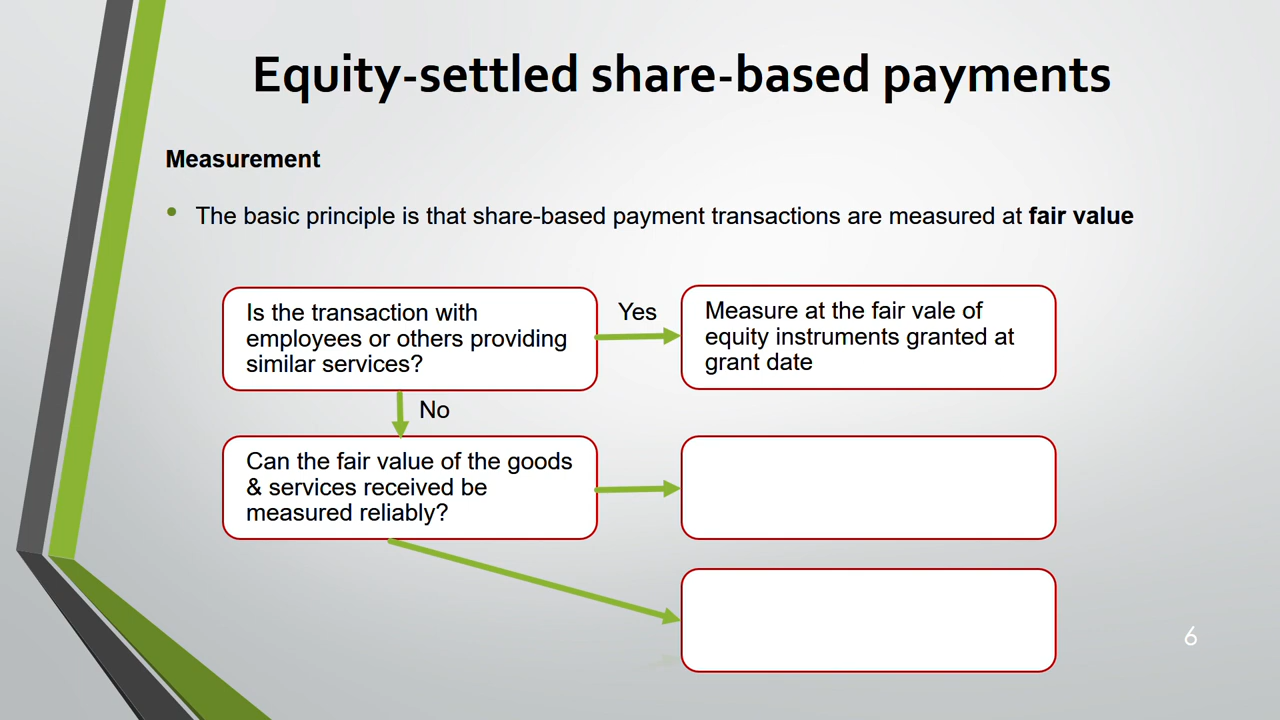 Equity-settled share-based payments
Measurement
• The basic principle is that share-based payment transactions are measured at fair value
Is the transaction with
employees or others providing
similar services?
Yes
Measure at the fair vale of
equity instruments granted at
grant date
No
Can the fair value of the goods
& services received be
measured reliably?
6